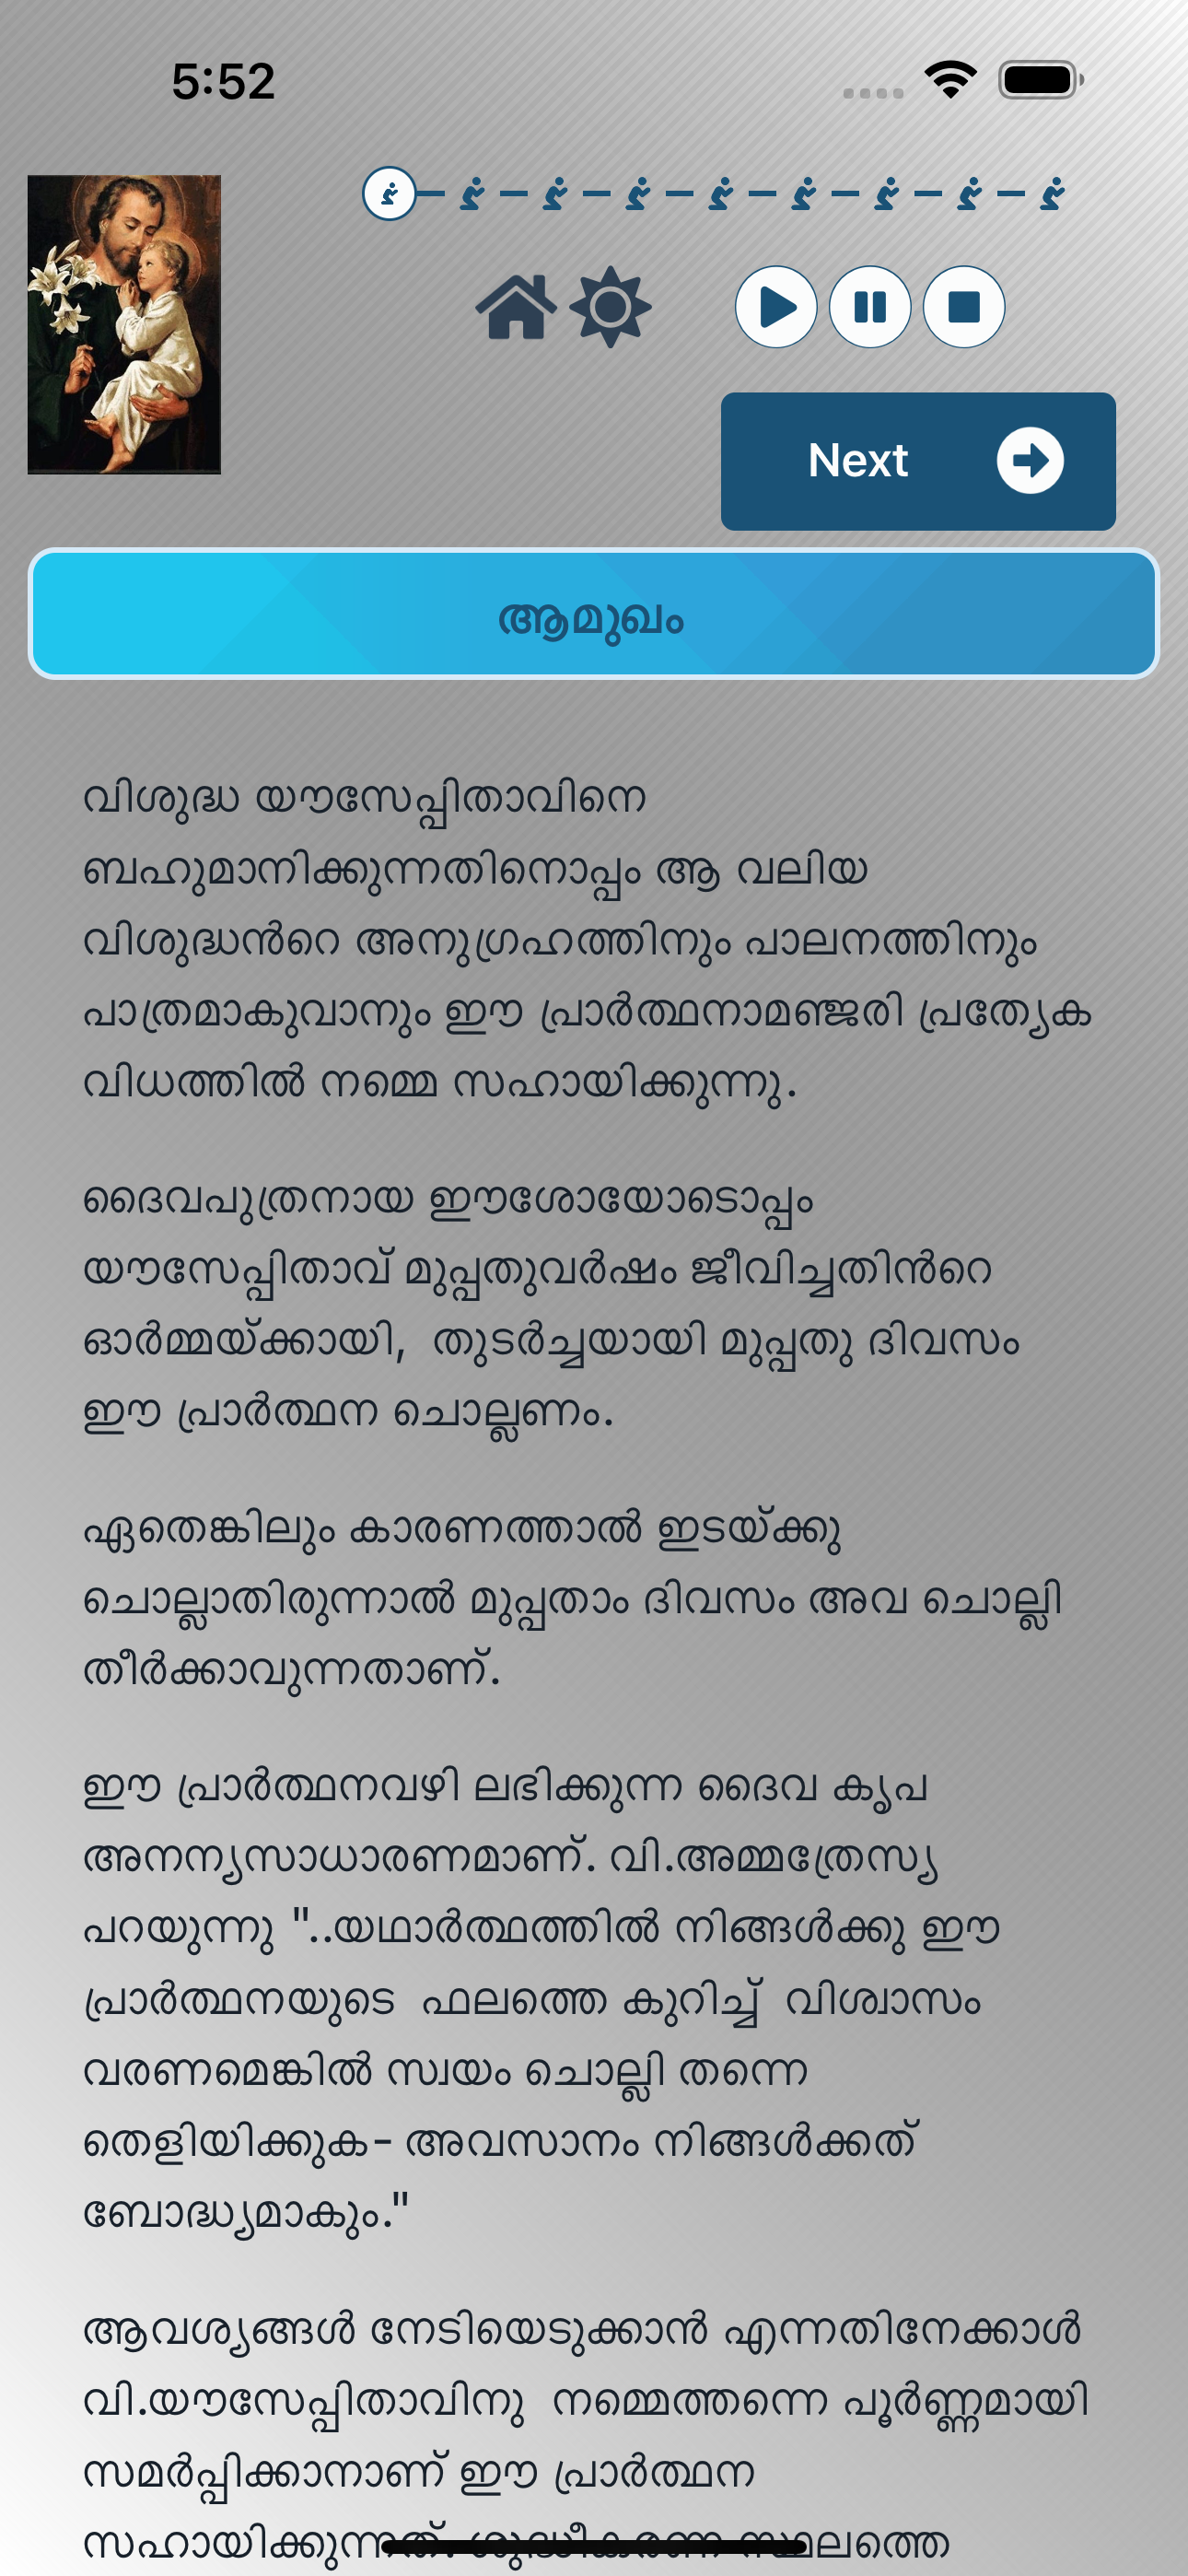 5:52
Next
ആമുഖം
വിശുദ്ധ യൗസേപ്പിതാവിനെ
ബഹുമാനിക്കുന്നതിനൊപ്പം ആ വലിയ
വിശുദ്ധൻറെ അനുഗ്രഹത്തിനും പാലനത്തിനും
പാത്രമാകുവാനും ഈ പ്രാർത്ഥനാമഞ്ജരി പ്രത്യേക
വിധത്തിൽ നമ്മെ സഹായിക്കുന്നു.
ദൈവപുത്രനായ ഈശോയോടൊപ്പം
യൗസേപ്പിതാവ് മുപ്പതുവർഷം ജീവിച്ചതിൻറെ
ഓർമ്മയ്ക്കായി, തുടർച്ചയായി മുപ്പതു ദിവസം
ഈ പ്രാർത്ഥന ചൊല്ലണം.
ഏതെങ്കിലും കാരണത്താൽ ഇടയ്ക്കു
ചൊല്ലാതിരുന്നാൽ മുപ്പതാം ദിവസം അവ ചൊല്ലി
തീർക്കാവുന്നതാണ്.
ഈ പ്രാർത്ഥനവഴി ലഭിക്കുന്ന ദൈവ കൃപ
അനന്യസാധാരണമാണ്. വി.അമ്മത്രേസ്യ
പറയുന്നു "..യഥാർത്ഥത്തിൽ നിങ്ങൾക്കു ഈ
പ്രാർത്ഥനയുടെ ഫലത്തെ കുറിച്ച് വിശ്വാസം
വരണമെങ്കിൽ സ്വയം ചൊല്ലി തന്നെ
തെളിയിക്കുക- അവസാനം നിങ്ങൾക്കത്
ബോദ്ധ്യമാകും."
ആവശ്യങ്ങൾ നേടിയെടുക്കാൻ എന്നതിനേക്കാൾ
വി.യൗസേപ്പിതാവിനു നമ്മെത്തന്നെ പൂർണ്ണമായി
സമർപ്പിക്കാനാണ് ഈ പ്രാർത്ഥന
സഹായിക്കുന്നത്. ശുദ്ധീകരണ സ്ഥലത്തെ